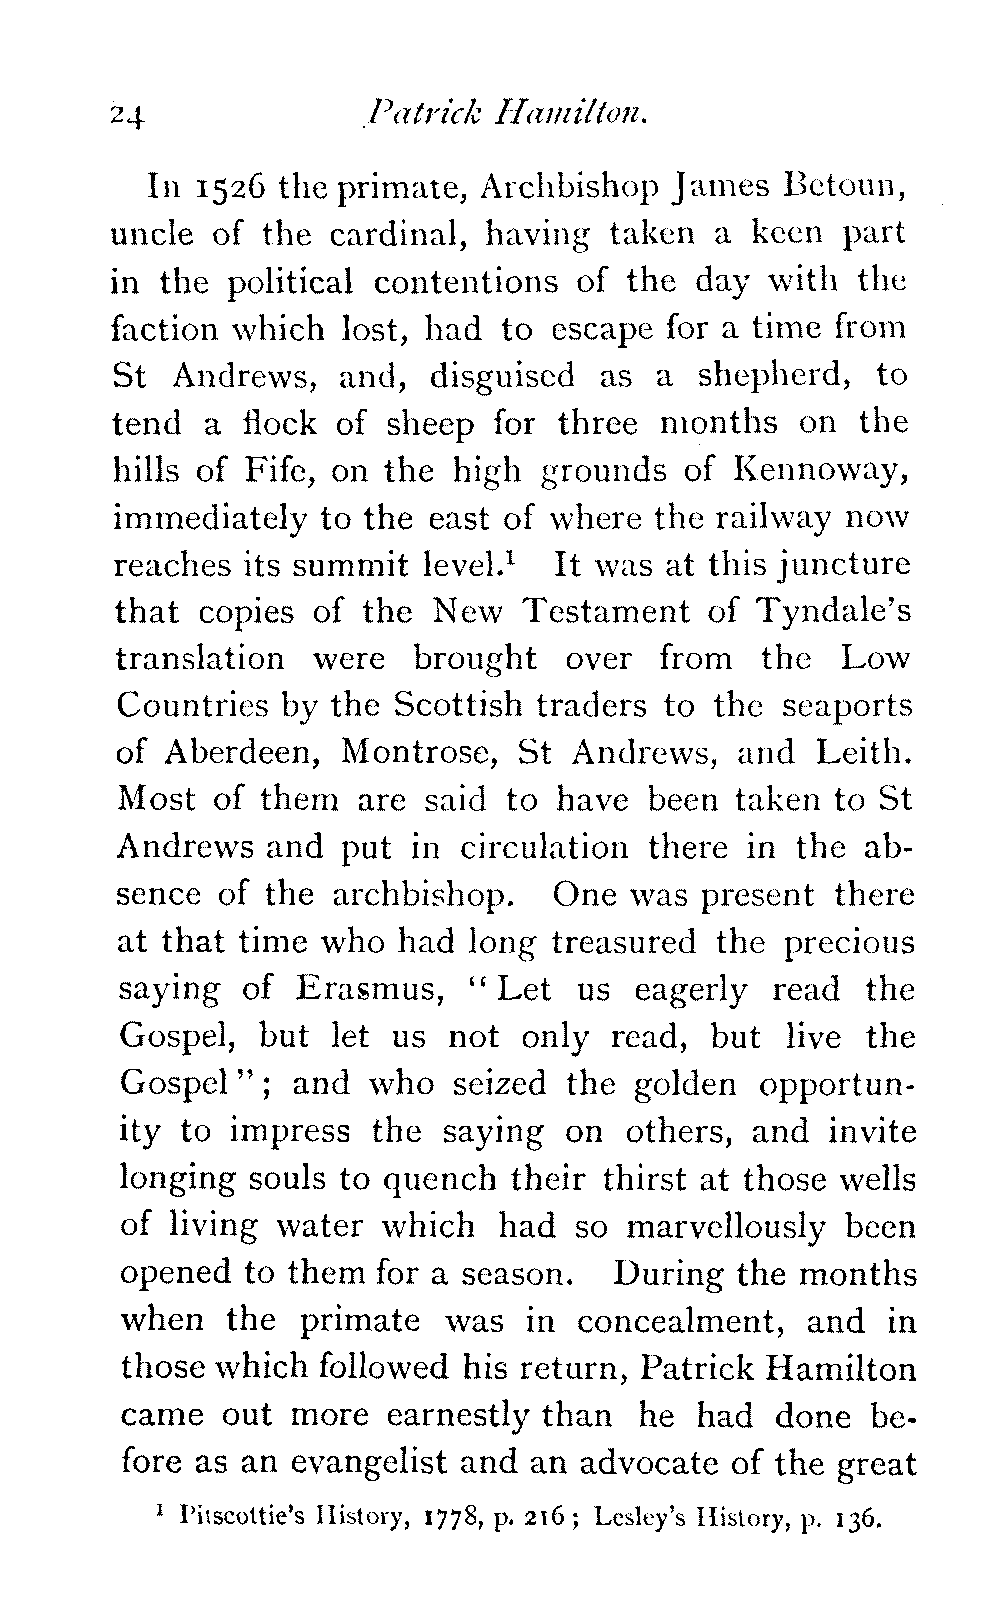 24 Patrick Hamilton.
In 1526 the primate, Archbishop James Betoun,
uncle of the cardinal, having taken a keen part
in the political contentions of the day with the
faction which lost, had to escape for a time from
St Andrews, and, disguised as a shepherd, to
tend a flock of sheep for three months on the
hills of Fife, on the high grounds of Kennoway,
immediately to the east of where the railway now
reaches its summit level.¹ It was at this juncture
that copies of the New Testament of Tyndale's
translation were brought over from the Low
Countries by the Scottish traders to the seaports
of Aberdeen, Montrose, St Andrews, and Leith.
Most of them are said to have been taken to St
Andrews and put in circulation there in the ab-
sence of the archbishop. One was present there
at that time who had long treasured the precious
saying of Erasmus, "Let us eagerly read the
Gospel, but let us not only read, but live the
Gospel"; and who seized the golden opportun-
ity to impress the saying on others, and invite
longing souls to quench their thirst at those wells
of living water which had so marvellously been
opened to them for a season. During the months
when the primate was in concealment, and in
those which followed his return, Patrick Hamilton
came out more earnestly than he had done be-
fore as an evangelist and an advocate of the great
¹ Pitscottie's History, 1778, p. 216; Lesley's History, p. 136.